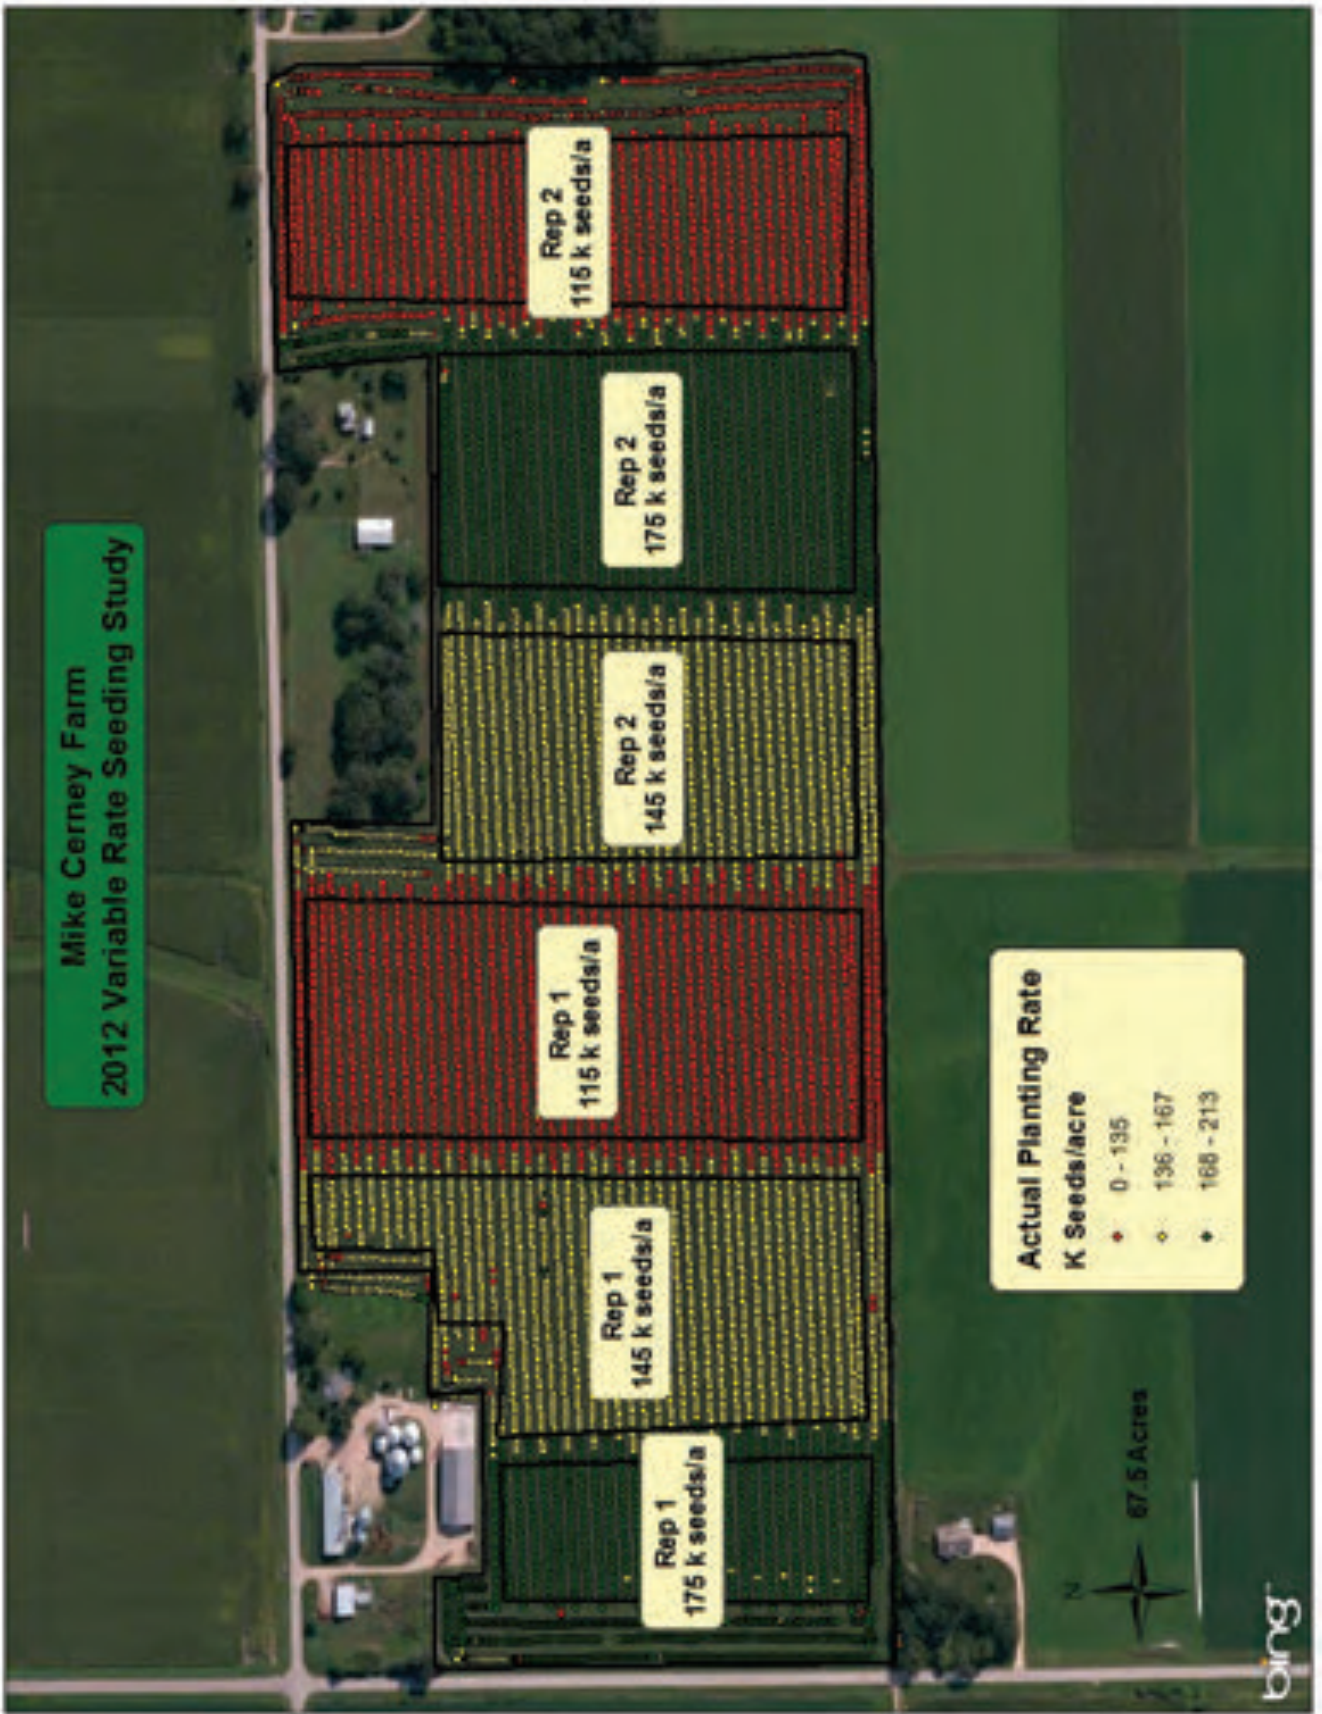 Mike Cerney Farm
2012 Variable Rate Seeding Study
Rep 1
175 k seeds/a
Rep 1
145 k seeds/a
Rep 1
115 k seeds/a
Rep 2
145 k seeds/a
Rep 2
175 k seeds/a
Rep 2
115 k seeds/a
N
67.5 Acres
Actual Planting Rate
K Seeds/acre
0 - 135
136 - 167
168 - 213
bing